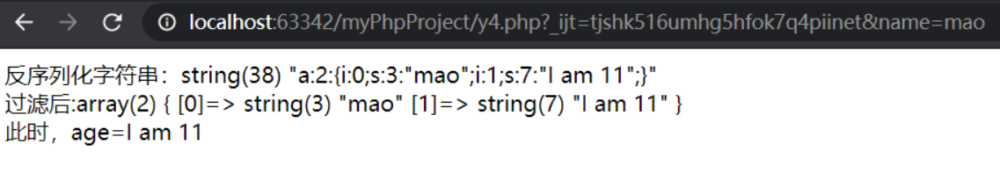 localhost:63342/myPhpProject/y4.php?_ijt=tjshk516umhg5hfok7q4piinet&name=mao
反序列化字符串：string(38) "a:2:{i:0;s:3:"mao";i:1;s:7:"I am 11";}"
过滤后:array(2) { [0]=> string(3) "mao" [1]=> string(7) "I am 11" }
此时，age=I am 11